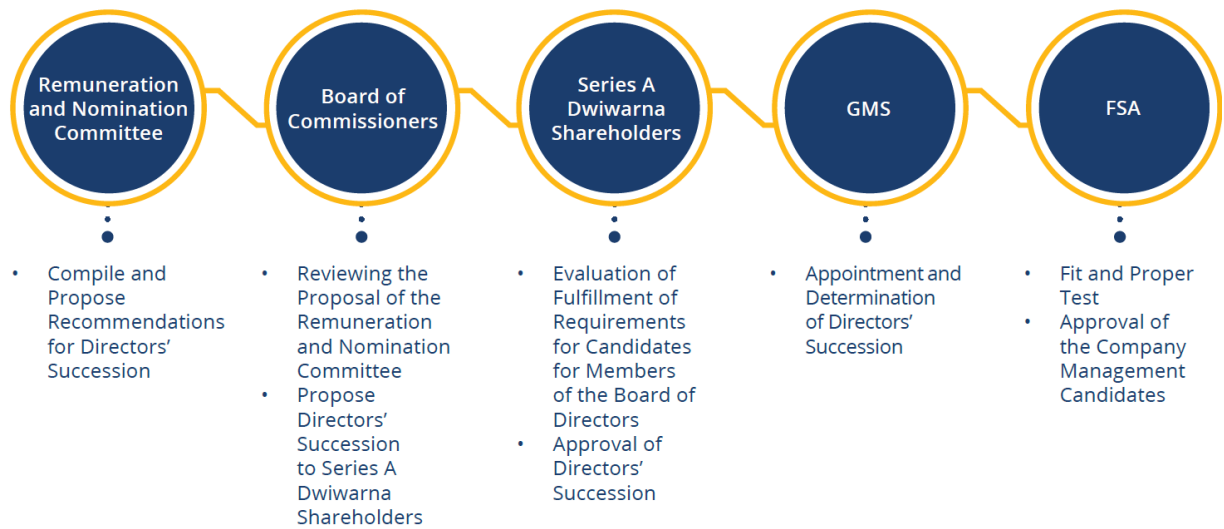 Remuneration
and Nomination
Committee
Board of
Commissioners
Series A
Dwiwarna
Shareholders
GMS
FSA
• Compile and
Propose
Recommendations
for Directors’
Succession
• Reviewing the
Proposal of the
Remuneration
and Nomination
Committee
• Propose
Directors’
Succession
to Series A
Dwiwarna
Shareholders
• Evaluation of
Fulfillment of
Requirements
for Candidates
for Members
of the Board of
Directors
• Approval of
Directors’
Succession
• Appointment and
Determination
of Directors’
Succession
• Fit and Proper
Test
• Approval of
the Company
Management
Candidates